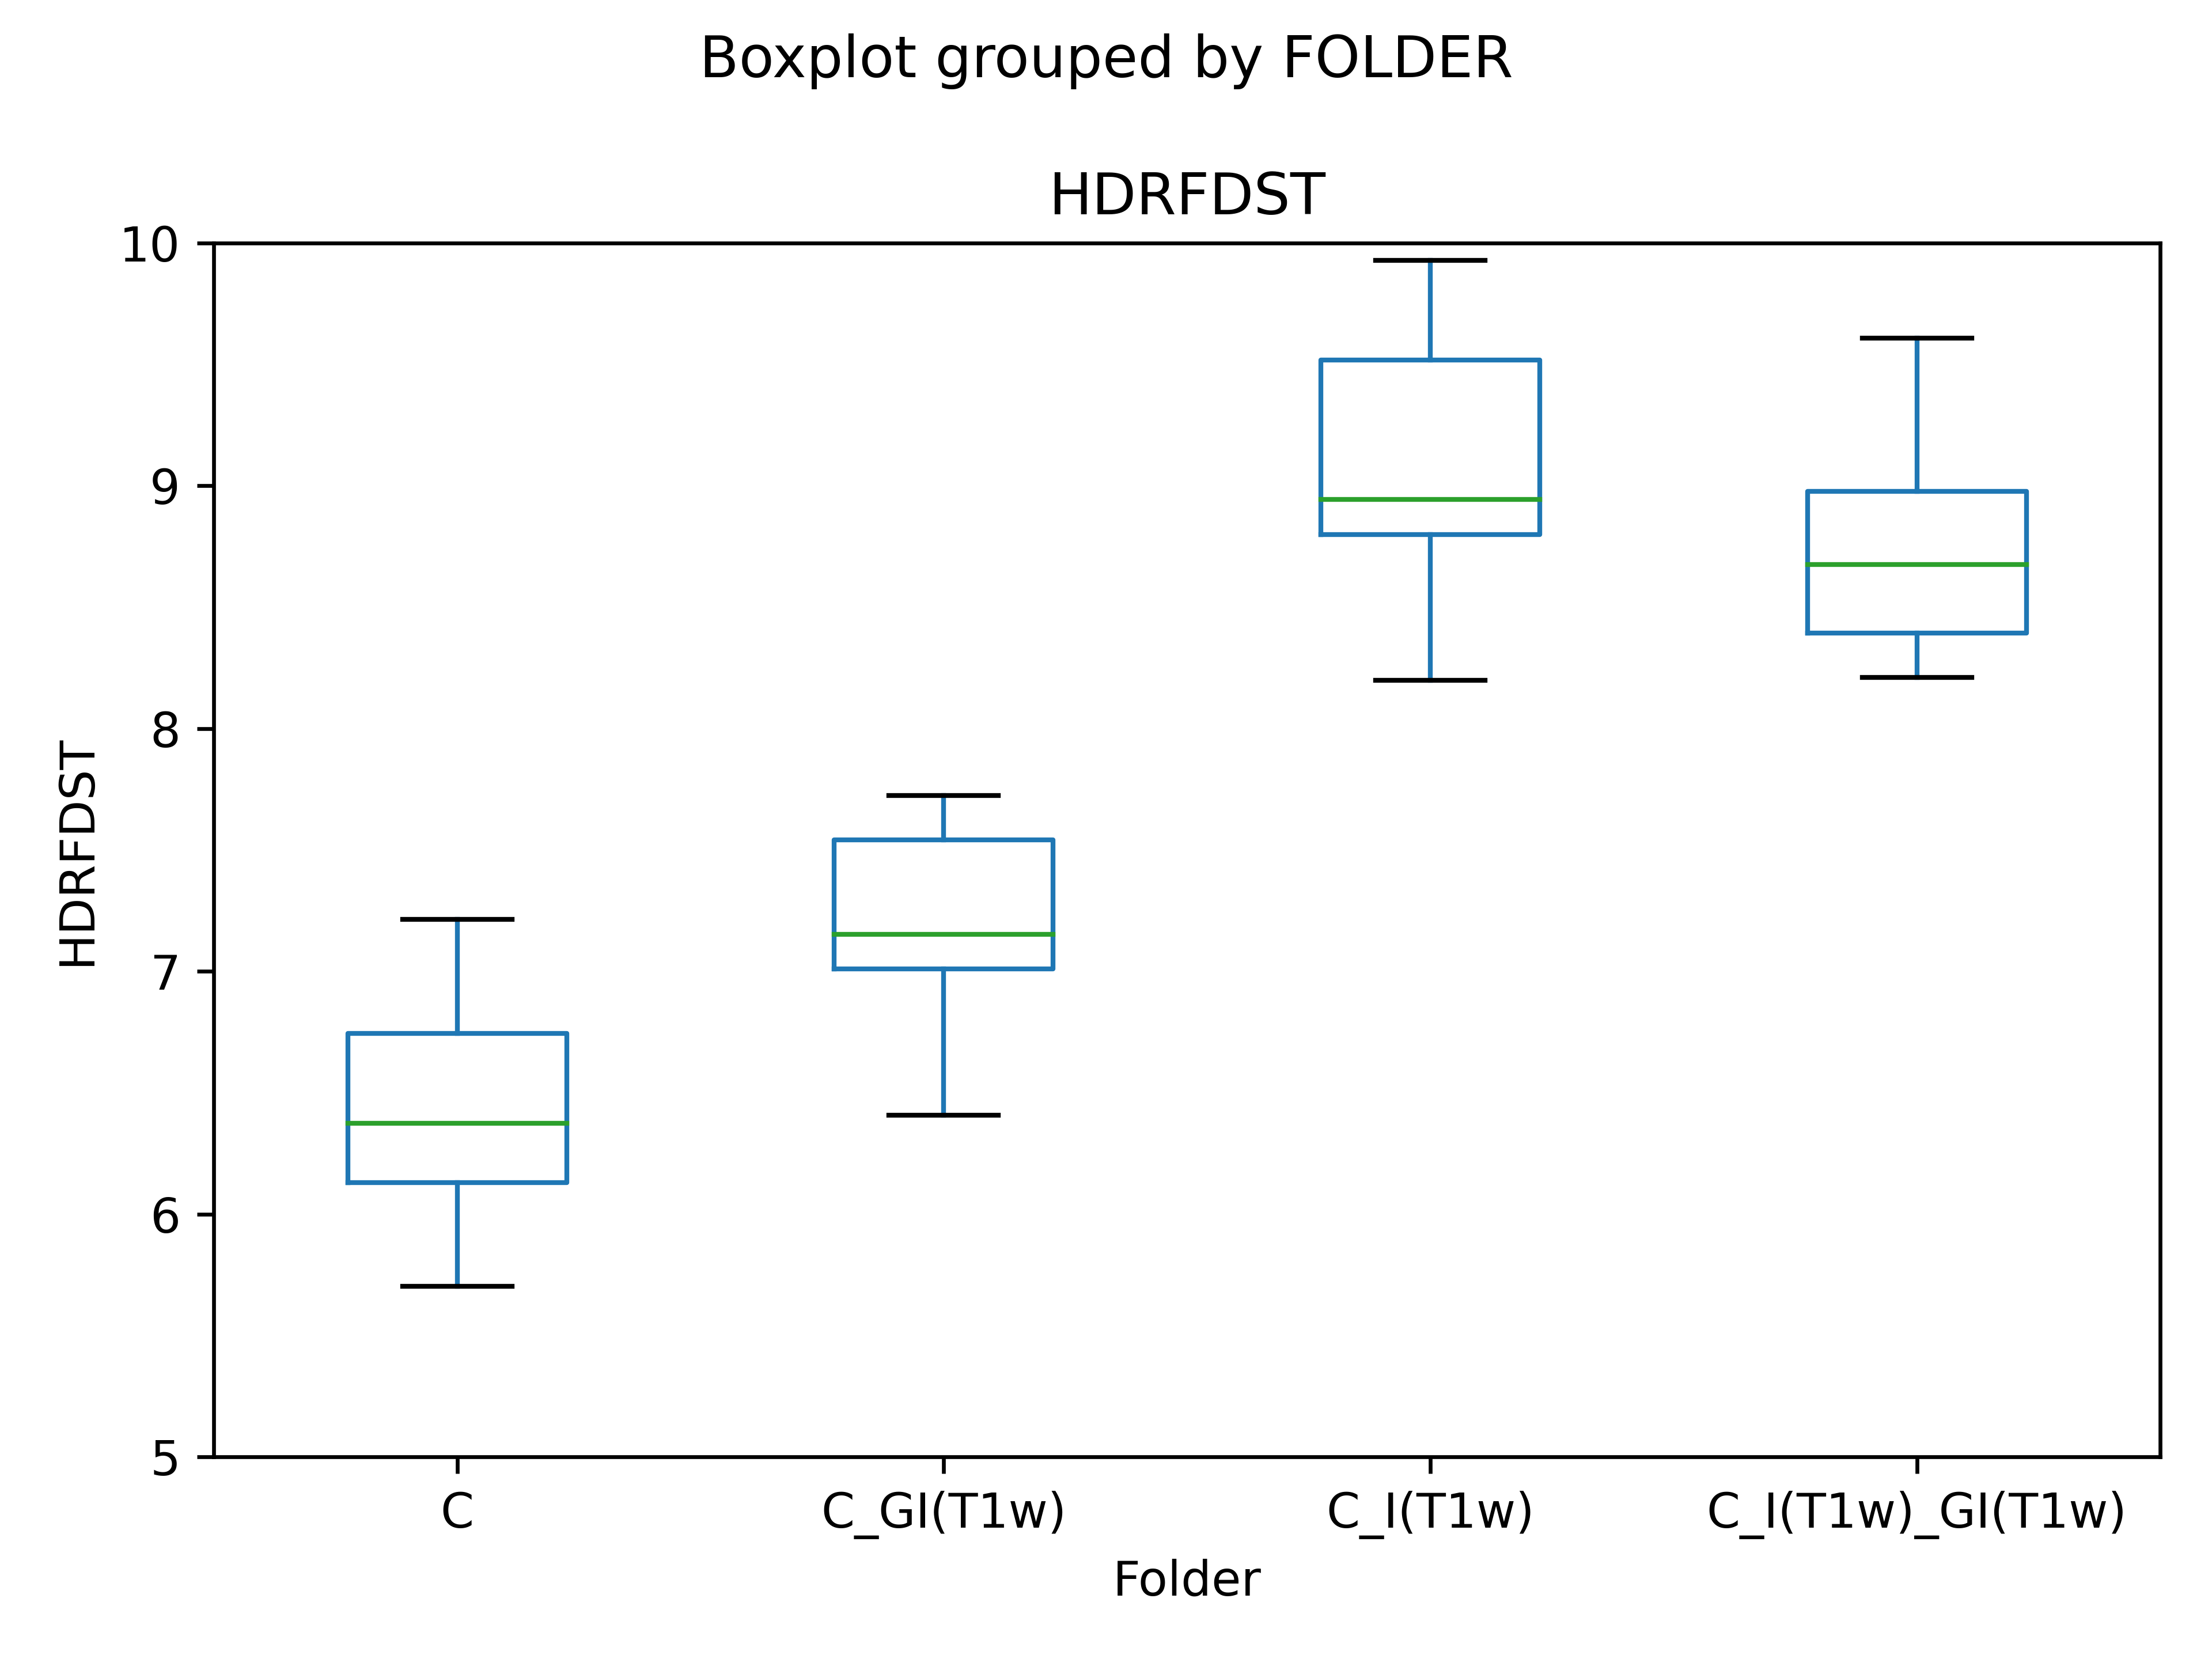 Boxplot grouped by FOLDER
HDRFDST
10
9
8
7
6
5
HDRFDST
C
C_GI(T1w)
C_I(T1w)
C_I(T1w)_GI(T1w)
Folder